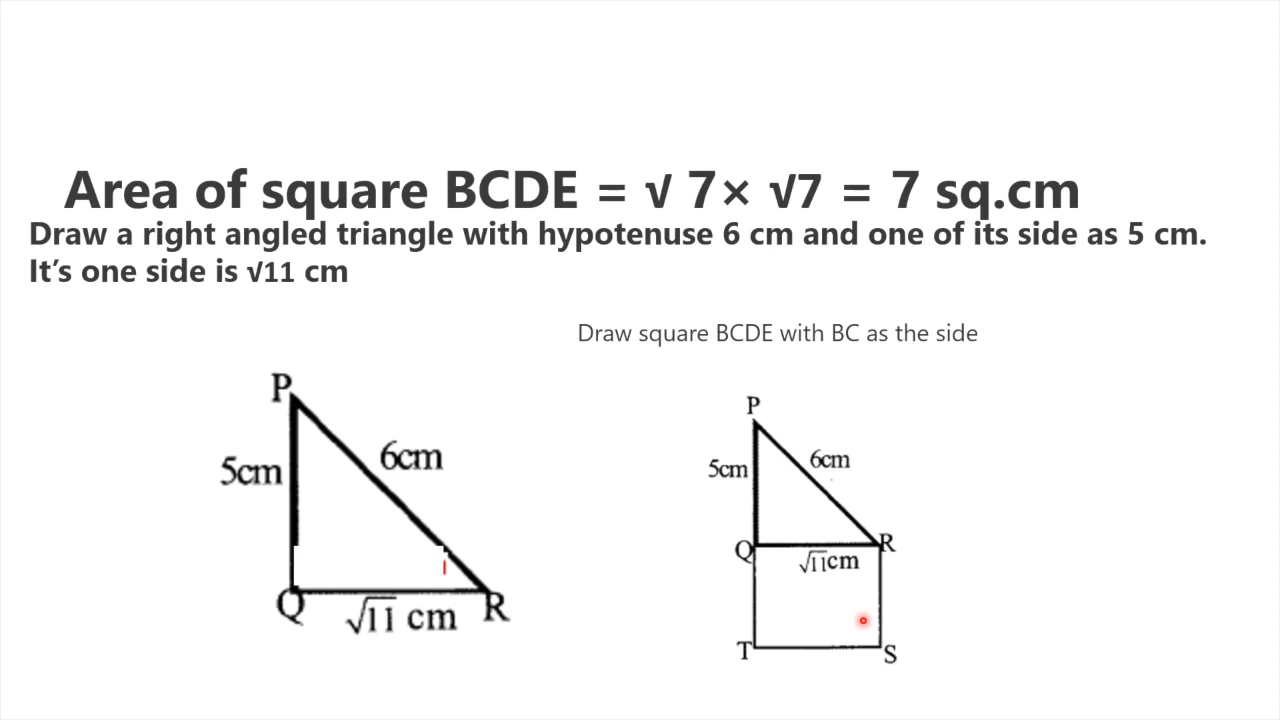 Area of square BCDE = √ 7× √7 = 7 sq.cm
Draw a right angled triangle with hypotenuse 6 cm and one of its side as 5 cm.
It's one side is √11 cm
Draw square BCDE with BC as the side
P
5cm
6cm
Q
√11 cm
R
P
5cm
6cm
Q
R
√11cm
T
S